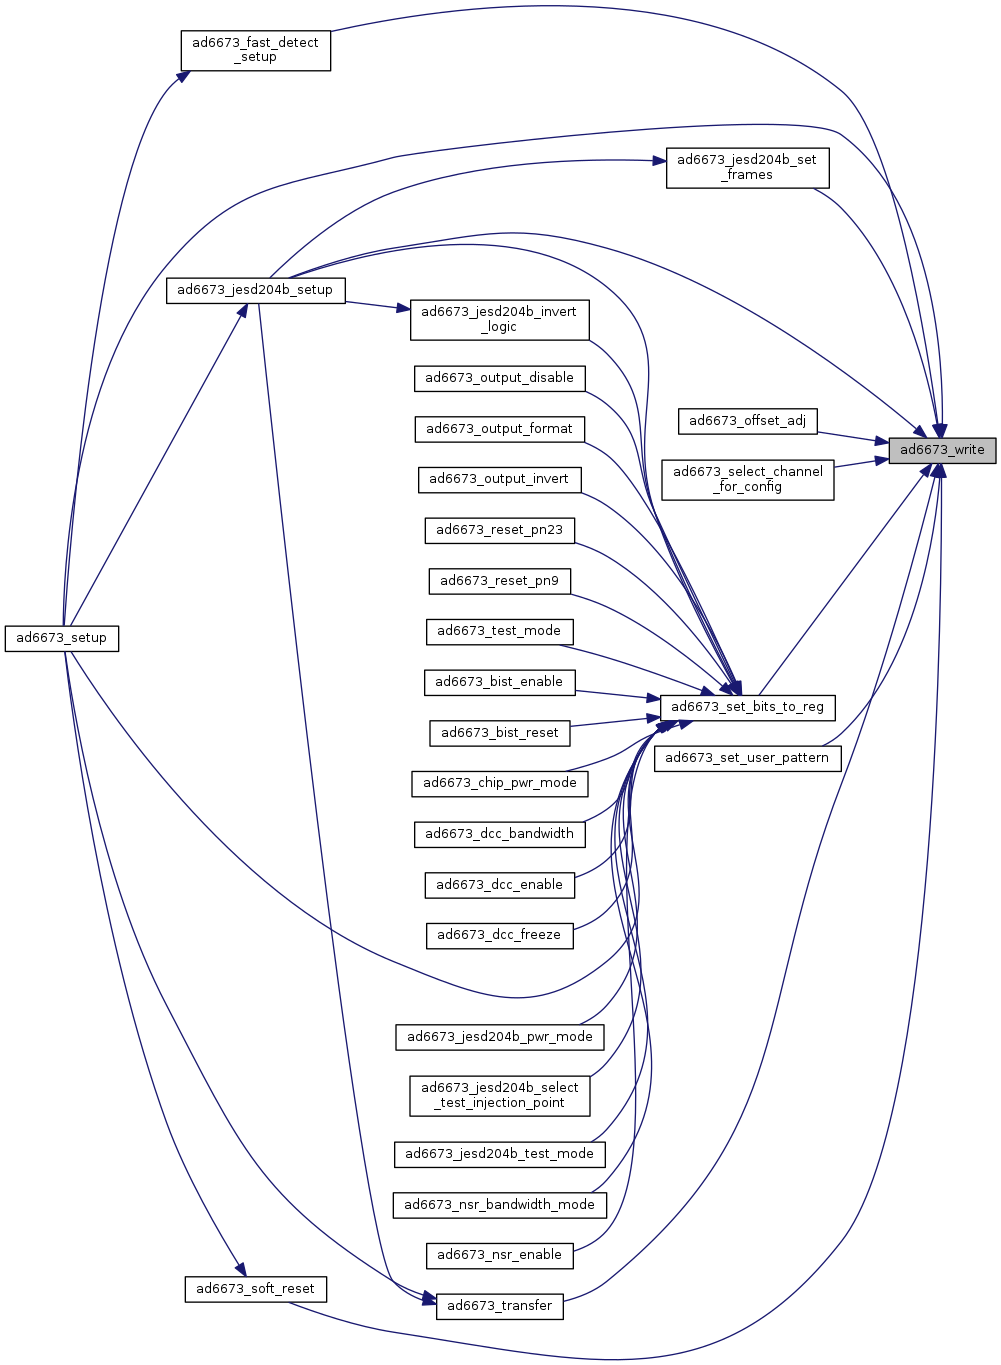 ad6673_fast_detect
_setup
ad6673_jesd204b_set
_frames
ad6673_jesd204b_setup
ad6673_jesd204b_invert
_logic
ad6673_output_disable
ad6673_offset_adj
ad6673_output_format
ad6673_write
ad6673_select_channel
_for_config
ad6673_output_invert
ad6673_reset_pn23
ad6673_reset_pn9
ad6673_test_mode
ad6673_setup
ad6673_bist_enable
ad6673_set_bits_to_reg
ad6673_bist_reset
ad6673_set_user_pattern
ad6673_chip_pwr_mode
ad6673_dcc_bandwidth
ad6673_dcc_enable
ad6673_dcc_freeze
ad6673_jesd204b_pwr_mode
ad6673_jesd204b_select
_test_injection_point
ad6673_jesd204b_test_mode
ad6673_nsr_bandwidth_mode
ad6673_nsr_enable
ad6673_soft_reset
ad6673_transfer